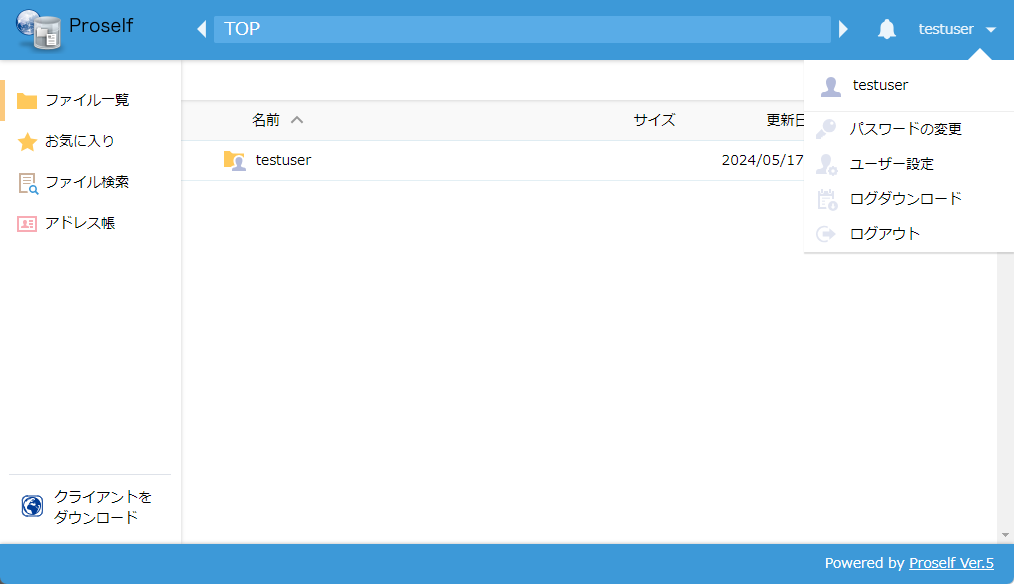 Proself
TOP
testuser
ファイル一覧
お気に入り
ファイル検索
アドレス帳
名前
サイズ
更新日
testuser
2024/05/17
testuser
パスワードの変更
ユーザー設定
ログダウンロード
ログアウト
クライアントを
ダウンロード
Powered by Proself Ver.5